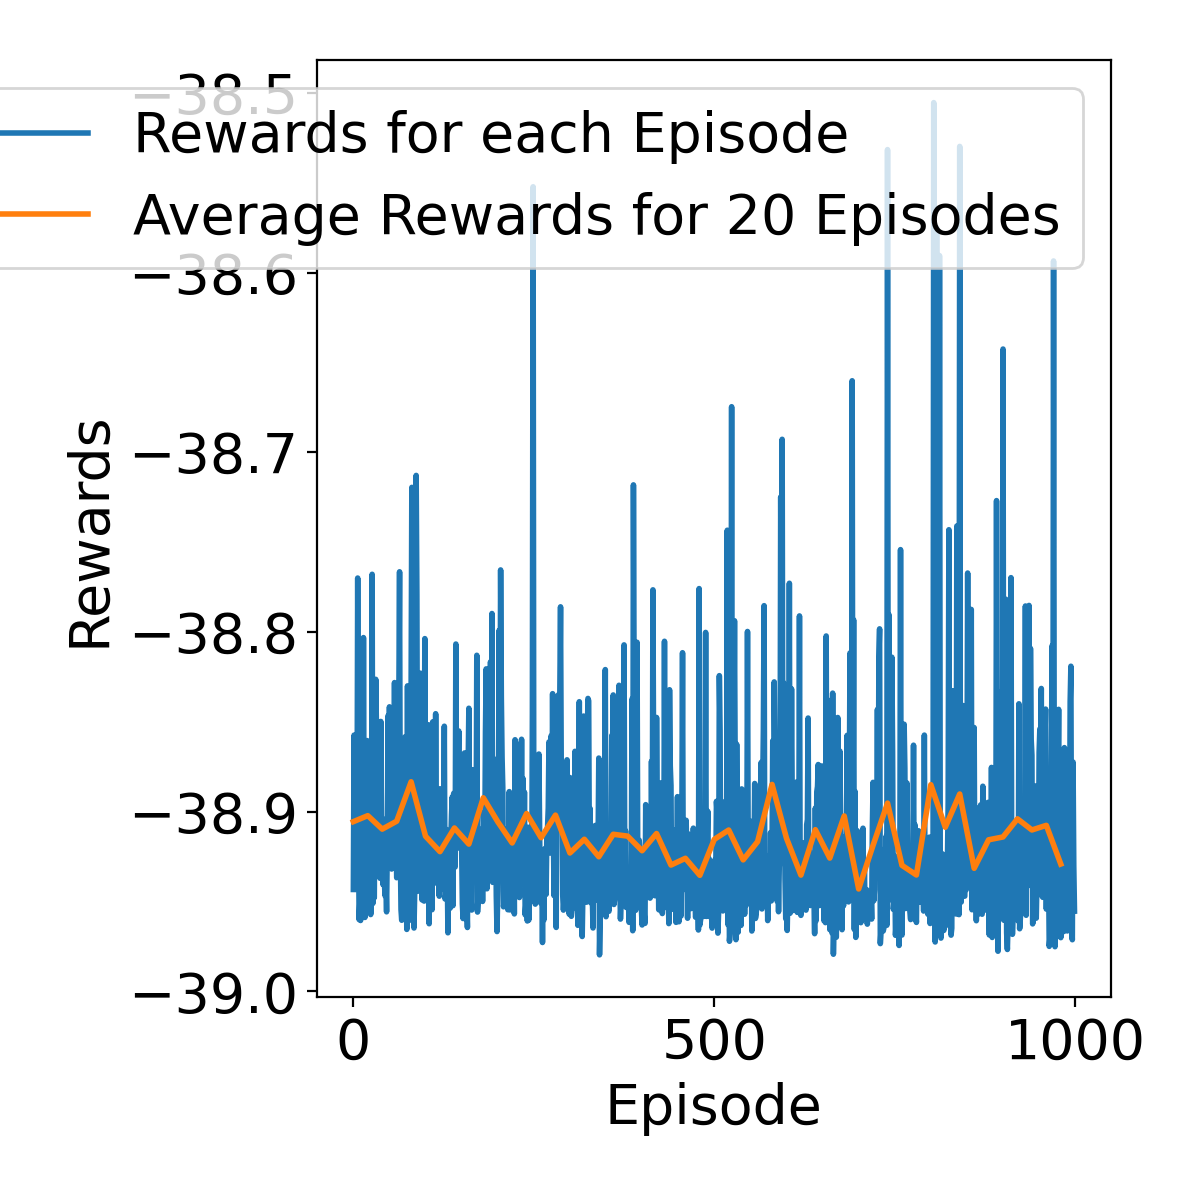 −38.5
Rewards for each Episode
Average Rewards for 20 Episodes
−38.6
−38.7
Rewards
−38.8
−38.9
−39.0
0 500 1000
Episode